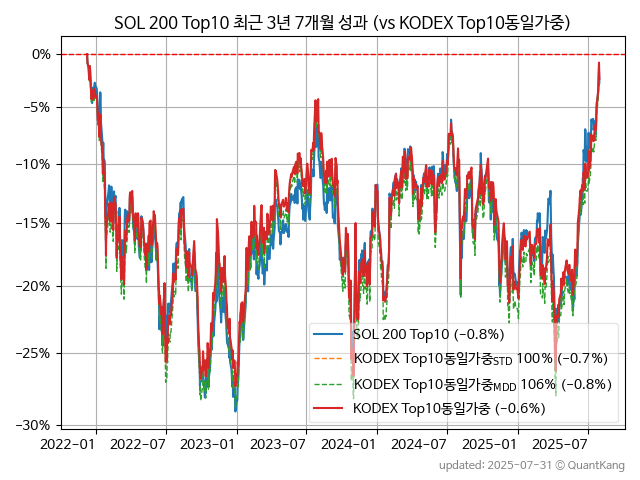 SOL 200 Top10 최근 3년 7개월 성과 (vs KODEX Top10동일가중)
0%
−5%
−10%
−15%
−20%
−25%
−30%
SOL 200 Top10 (−0.8%)
KODEX Top10동일가중STD 100% (−0.7%)
KODEX Top10동일가중MDD 106% (−0.8%)
KODEX Top10동일가중 (−0.6%)
2022-01 2022-07 2023-01 2023-07 2024-01 2024-07 2025-01 2025-07
updated: 2025-07-31 © QuantKang